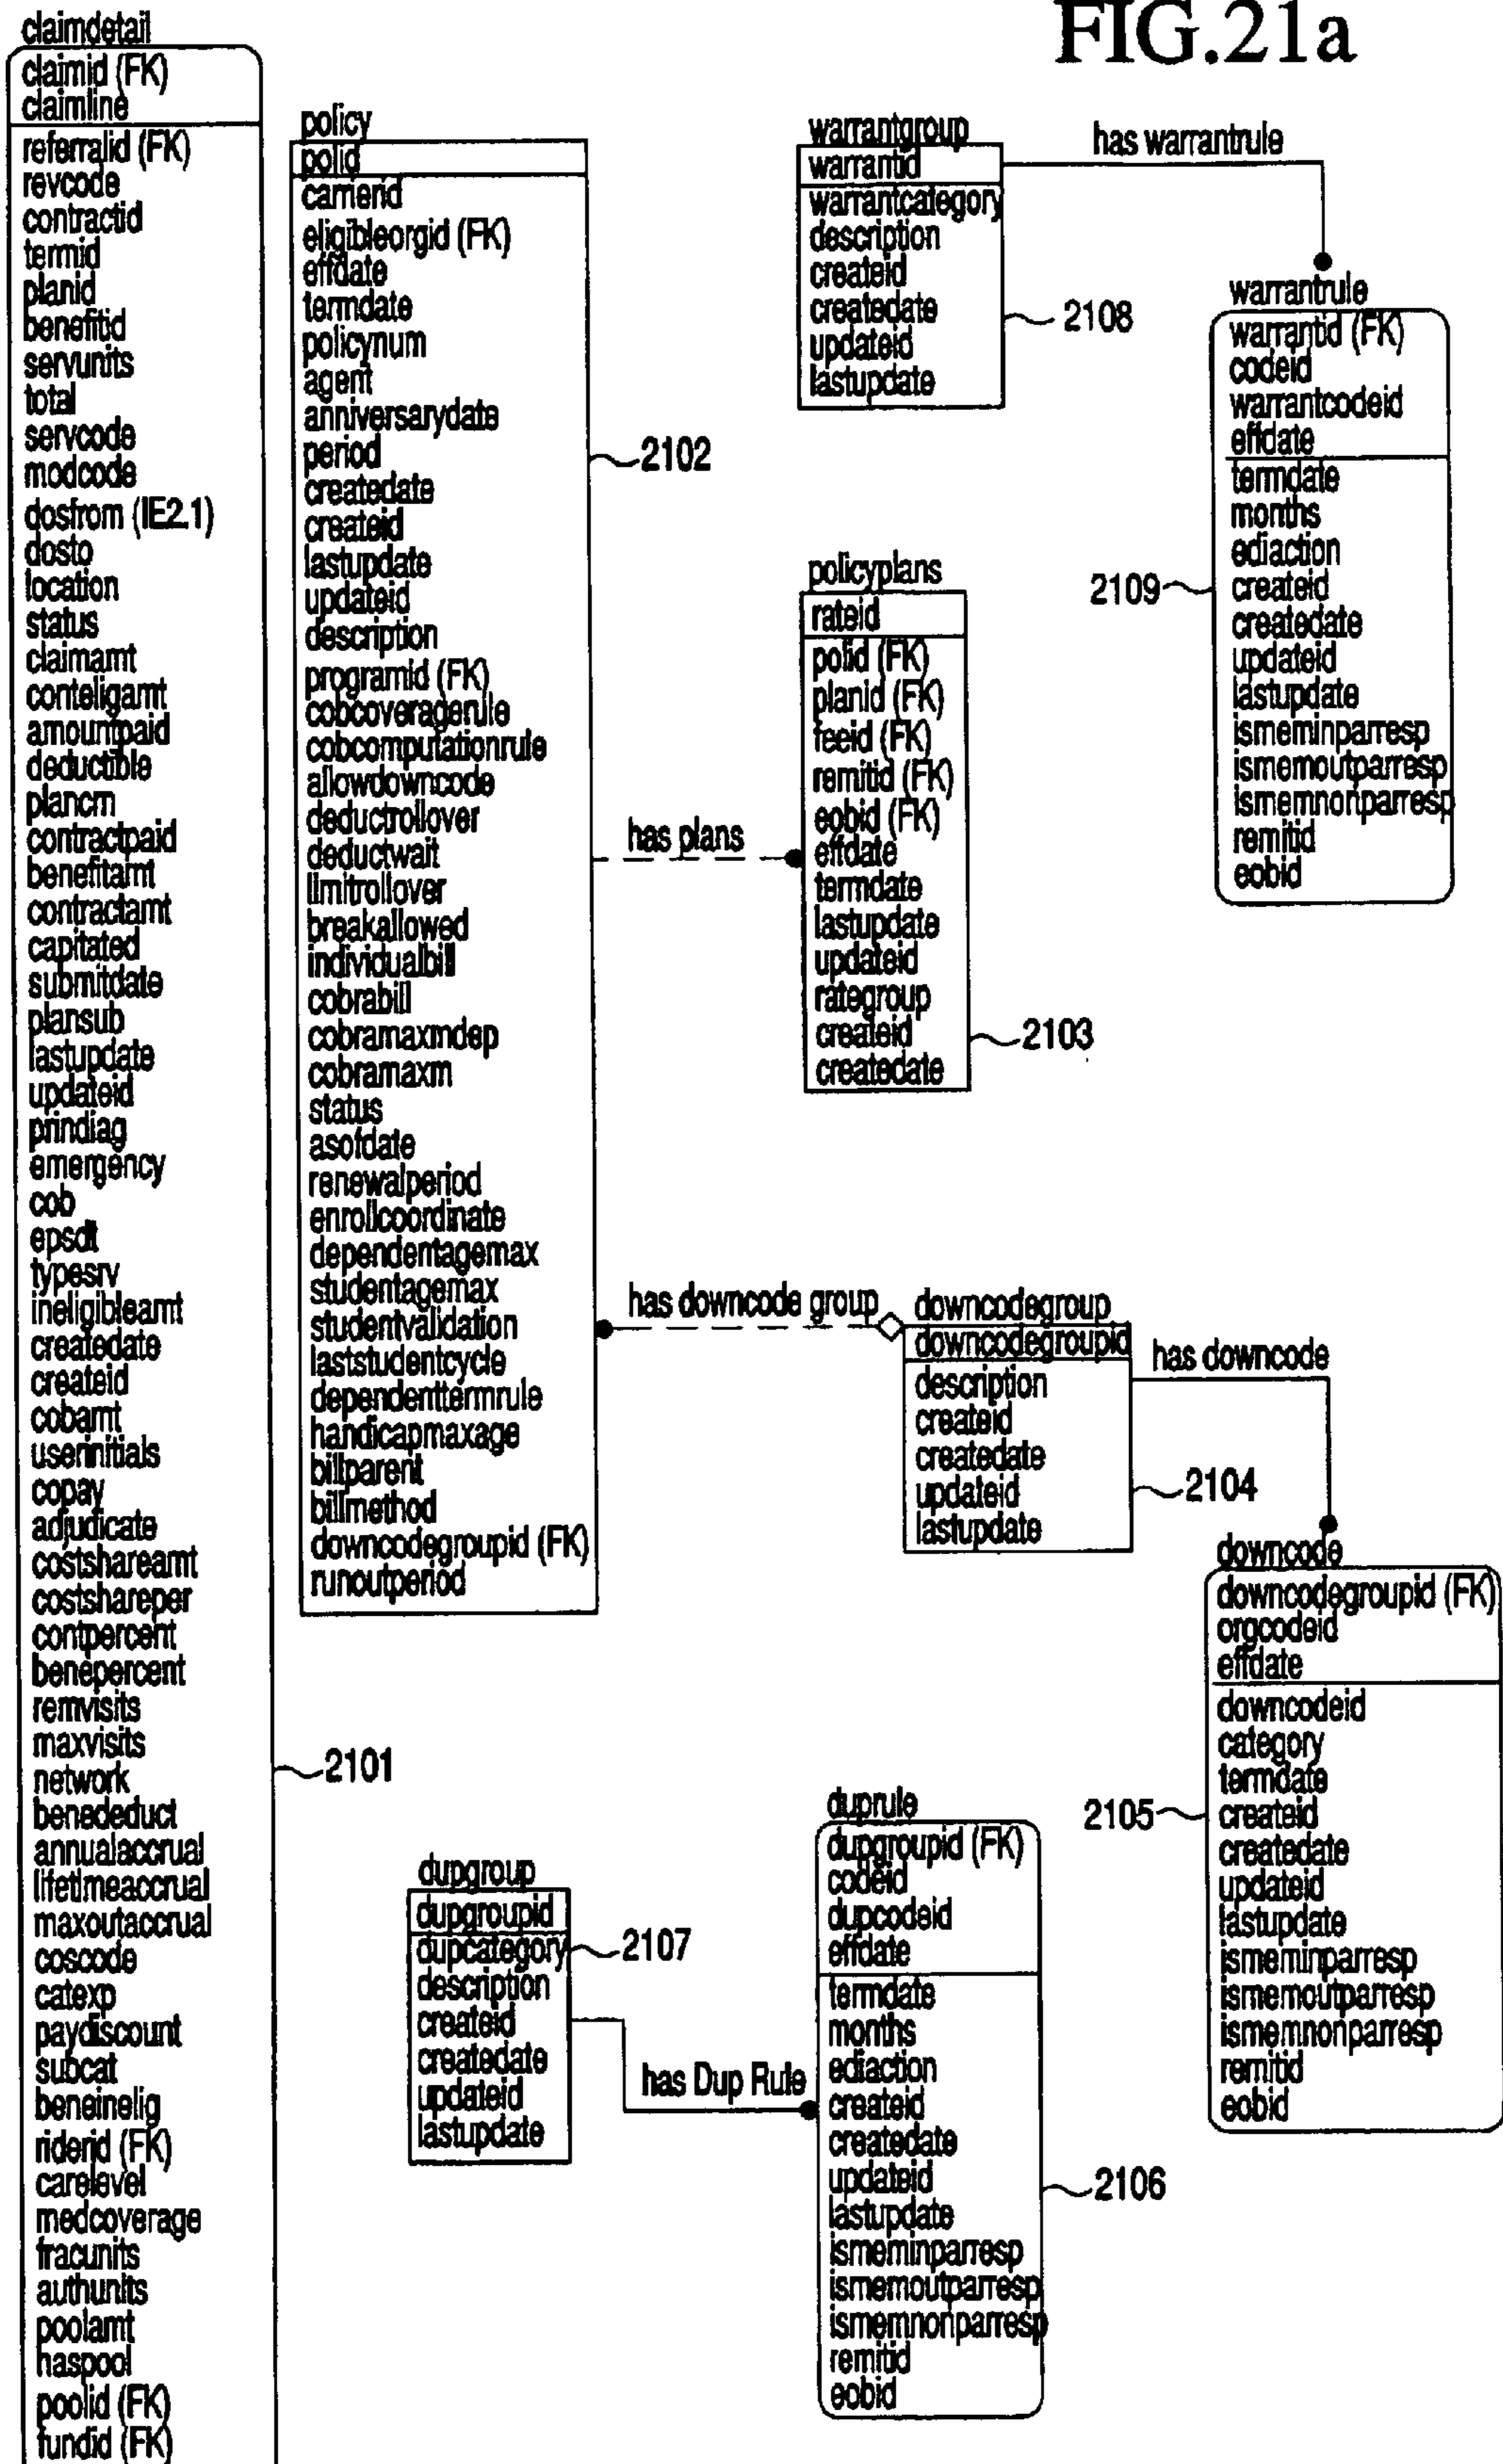 FIG.21a
claimdetail
claimid (FK)
claimline
referralid (FK)
revcode
contractid
termid
planid
benefitid
servunits
total
servcode
modcode
dosfrom (IE2.1)
dosto
location
status
claimamt
conteligamt
amountpaid
deductible
plancm
contractpaid
benefitamt
contractamt
capitated
submitdate
plansub
lastupdate
updateid
prindiag
emergency
cob
epsdt
typesrv
ineligibleamt
createdate
createid
cobamt
userinitials
copay
adjudicate
costshareamt
costshareper
contpercent
benepercent
remvisits
maxvisits
network
benededuct
annualaccrual
lifetimeaccrual
maxoutaccrual
coscode
catexp
paydiscount
subcat
beneinelig
riderid (FK)
carelevel
medcoverage
fracunits
authunits
poolamt
haspool
poolid (FK)
fundid (FK)
2101
policy
polid
carrierid
eligibleorgid (FK)
effdate
termdate
policynum
agent
anniversarydate
period
createdate
createid
lastupdate
updateid
description
programid (FK)
cobcoveragerule
cobcomputationrule
allowdowncode
deductrollover
deductwait
limitrollover
breakallowed
individualbill
cobrabill
cobramaxmdep
cobramaxm
status
asofdate
renewalperiod
enrollcoordinate
dependentagemax
studentagemax
studentvalidation
laststudentcycle
dependenttermrule
handicapmaxage
billparent
billmethod
downcodegroupid (FK)
runoutperiod
2102
warrantgroup
warrantid
warrantcategory
description
createid
createdate
updateid
lastupdate
2108
has warrantrule
warrantrule
warrantid (FK)
codeid
warrantcodeid
effdate
termdate
months
ediaction
createid
createdate
updateid
lastupdate
ismeminparresp
ismemoutparresp
ismemnonparresp
remitid
eobid
2109
has plans
policyplans
rateid
polid (FK)
planid (FK)
feeid (FK)
remitid (FK)
eobid (FK)
effdate
termdate
lastupdate
updateid
rategroup
createid
createdate
2103
has downcode group
downcodegroup
downcodegroupid
description
createid
createdate
updateid
lastupdate
2104
has downcode
downcode
downcodegroupid (FK)
orgcodeid
effdate
downcodeid
category
termdate
createid
createdate
updateid
lastupdate
ismeminparresp
ismemoutparresp
ismemnonparresp
remitid
eobid
2105
dupgroup
dupgroupid
dupcategory
description
createid
createdate
updateid
lastupdate
2107
has Dup Rule
duprule
dupgroupid (FK)
codeid
dupcodeid
effdate
termdate
months
ediaction
createid
createdate
updateid
lastupdate
ismeminparresp
ismemoutparresp
ismemnonparresp
remitid
eobid
2106